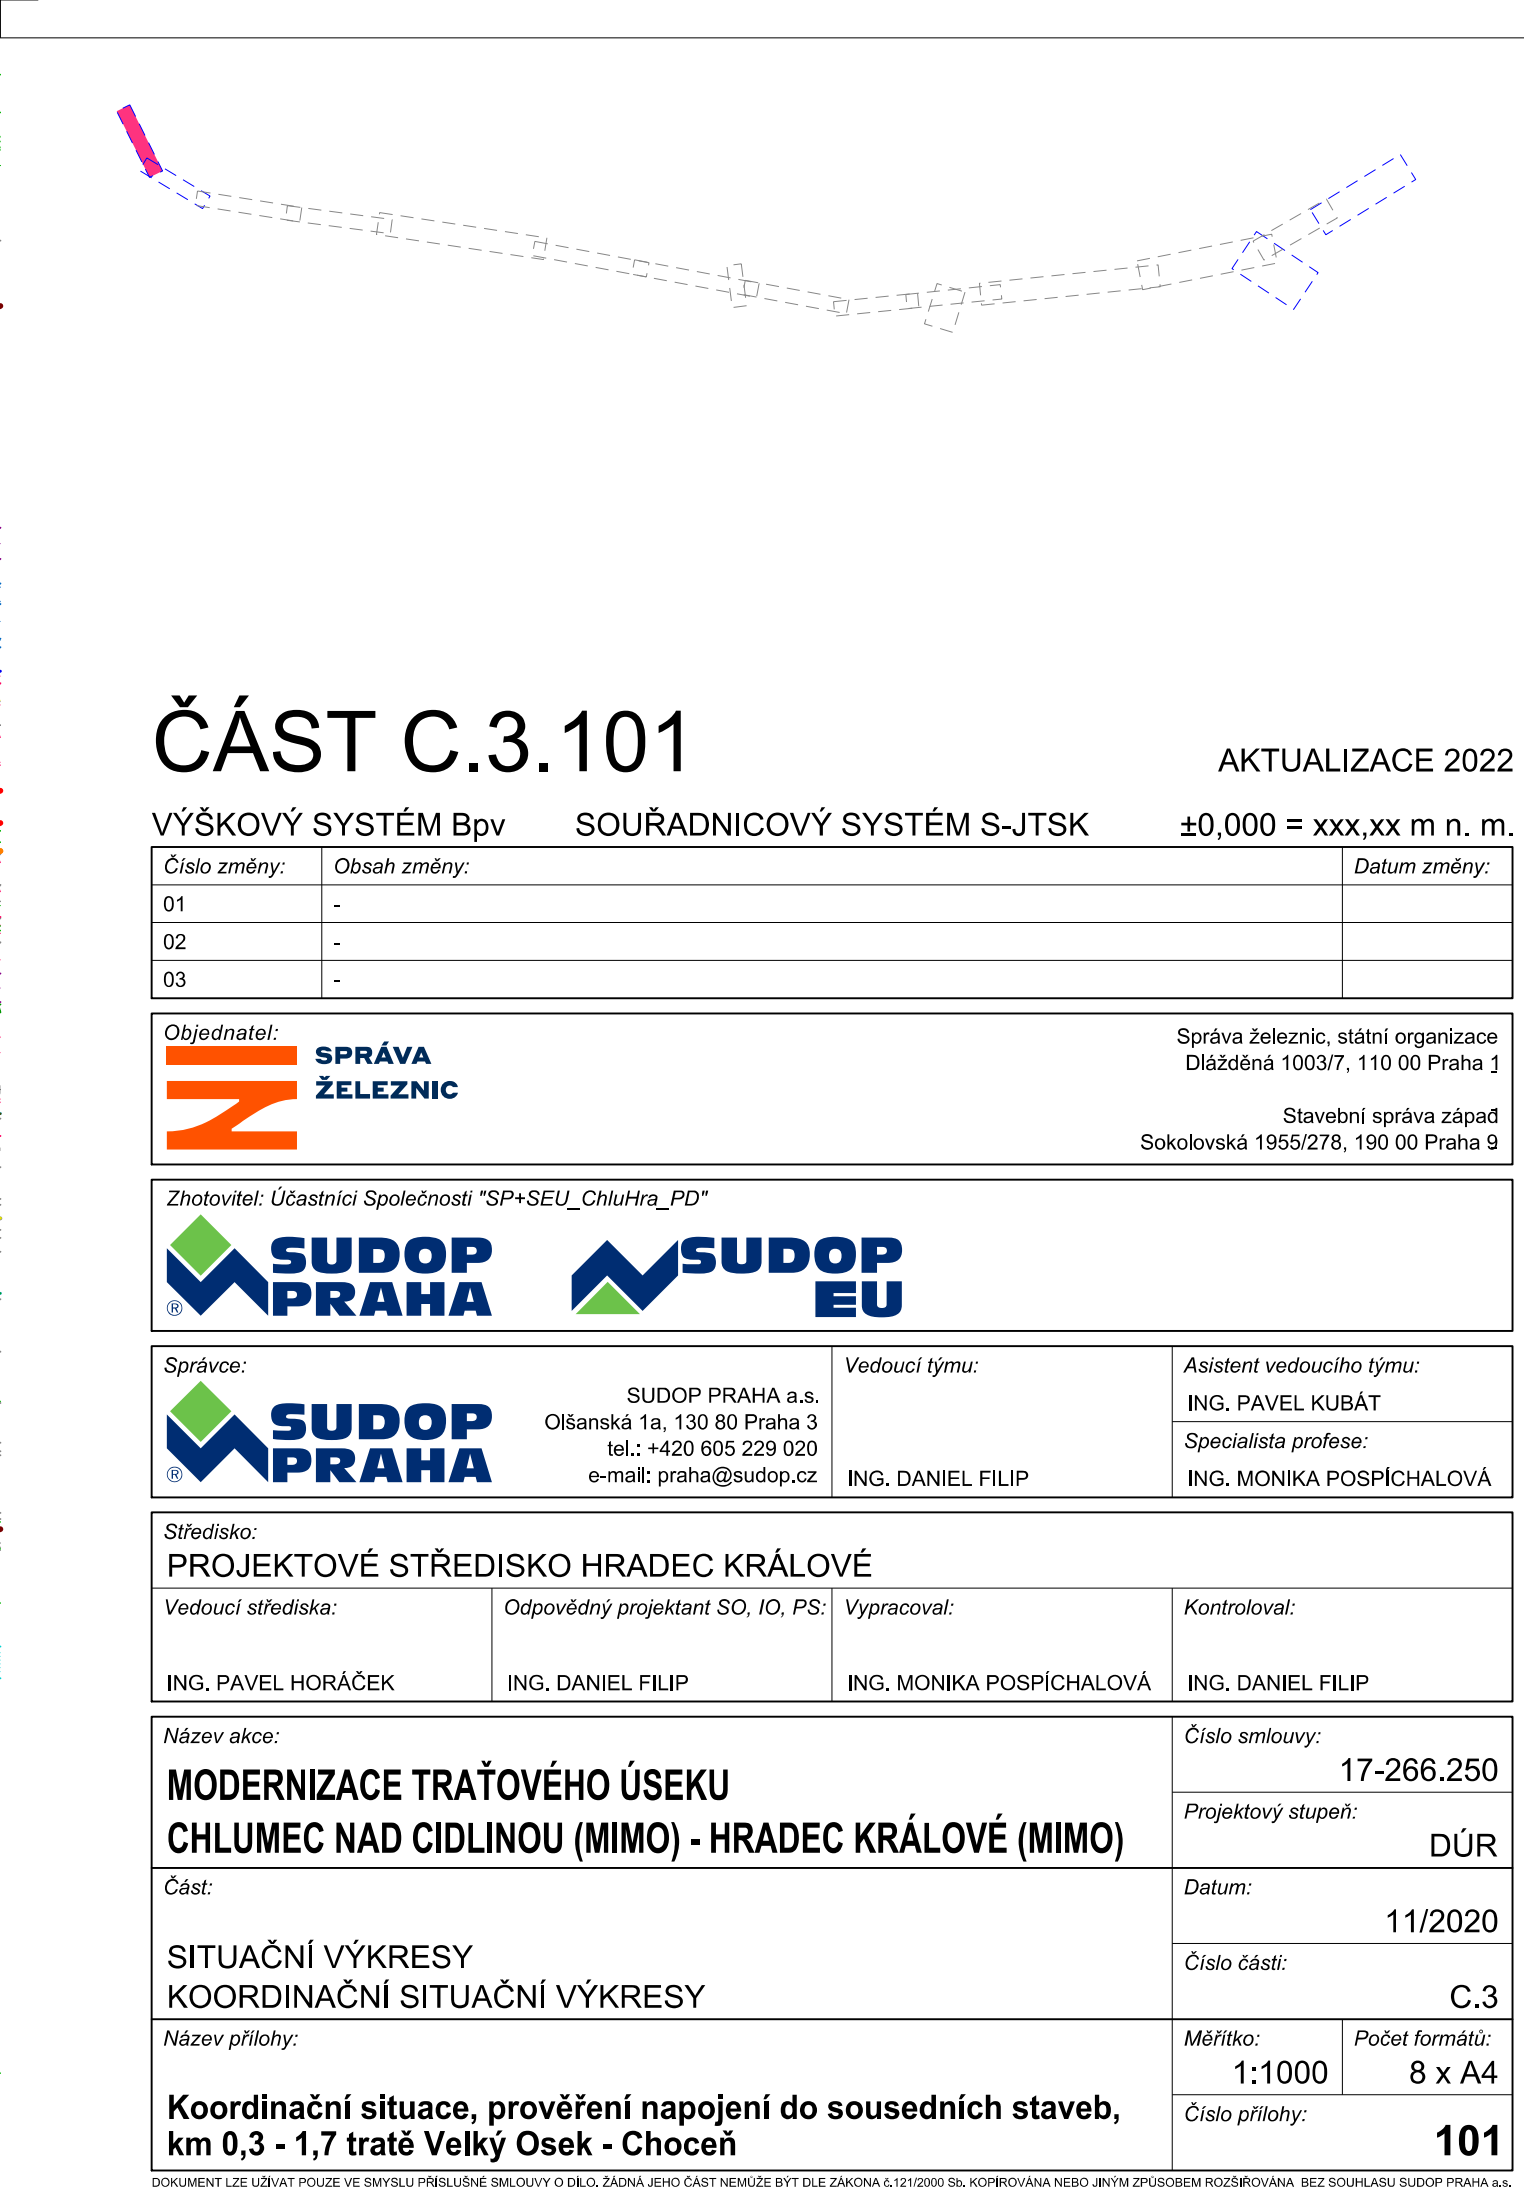 ČÁST C.3.101
AKTUALIZACE 2022
VÝŠKOVÝ SYSTÉM Bpv SOUŘADNICOVÝ SYSTÉM S-JTSK ±0,000 = xxx,xx m n. m.
Číslo změny: Obsah změny: Datum změny:
01 -
02 -
03 -
Objednatel:
SPRÁVA
ŽELEZNIC
Správa železnic, státní organizace
Dlážděná 1003/7, 110 00 Praha 1
Stavební správa západ
Sokolovská 1955/278, 190 00 Praha 9
Zhotovitel: Účastníci Společnosti "SP+SEU_ChluHra_PD"
SUDOP
PRAHA
®
SUDOP
EU
Správce:
SUDOP
PRAHA
®
SUDOP PRAHA a.s.
Olšanská 1a, 130 80 Praha 3
tel.: +420 605 229 020
e-mail: praha@sudop.cz
Vedoucí týmu:
ING. DANIEL FILIP
Asistent vedoucího týmu:
ING. PAVEL KUBÁT
Specialista profese:
ING. MONIKA POSPÍCHALOVÁ
Středisko:
PROJEKTOVÉ STŘEDISKO HRADEC KRÁLOVÉ
Vedoucí střediska: Odpovědný projektant SO, IO, PS: Vypracoval: Kontroloval:
ING. PAVEL HORÁČEK ING. DANIEL FILIP ING. MONIKA POSPÍCHALOVÁ ING. DANIEL FILIP
Název akce:
MODERNIZACE TRAŤOVÉHO ÚSEKU
CHLUMEC NAD CIDLINOU (MIMO) - HRADEC KRÁLOVÉ (MIMO)
Číslo smlouvy:
17-266.250
Projektový stupeň:
DÚR
Část:
SITUAČNÍ VÝKRESY
KOORDINAČNÍ SITUAČNÍ VÝKRESY
Datum:
11/2020
Číslo části:
C.3
Název přílohy:
Koordinační situace, prověření napojení do sousedních staveb,
km 0,3 - 1,7 tratě Velký Osek - Choceň
Měřítko: Počet formátů:
1:1000 8 x A4
Číslo přílohy:
101
DOKUMENT LZE UŽÍVAT POUZE VE SMYSLU PŘÍSLUŠNÉ SMLOUVY O DÍLO. ŽÁDNÁ JEHO ČÁST NEMŮŽE BÝT DLE ZÁKONA č.121/2000 Sb. KOPÍROVÁNA NEBO JINÝM ZPŮSOBEM ROZŠIŘOVÁNA BEZ SOUHLASU SUDOP PRAHA a.s.